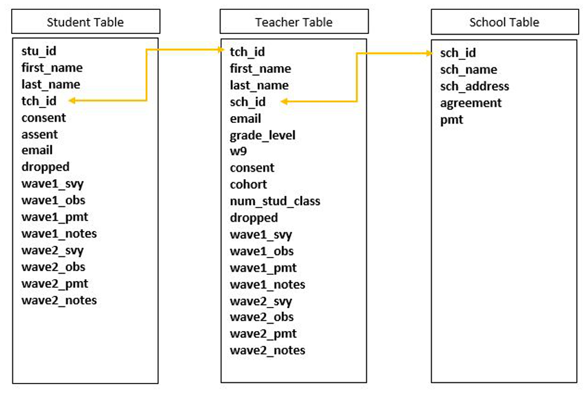 Student Table
stu_id
first_name
last_name
tch_id
consent
assent
email
dropped
wave1_svy
wave1_obs
wave1_pmt
wave1_notes
wave2_svy
wave2_obs
wave2_pmt
wave2_notes
Teacher Table
tch_id
first_name
last_name
sch_id
email
grade_level
w9
consent
cohort
num_stud_class
dropped
wave1_svy
wave1_obs
wave1_pmt
wave1_notes
wave2_svy
wave2_obs
wave2_pmt
wave2_notes
School Table
sch_id
sch_name
sch_address
agreement
pmt